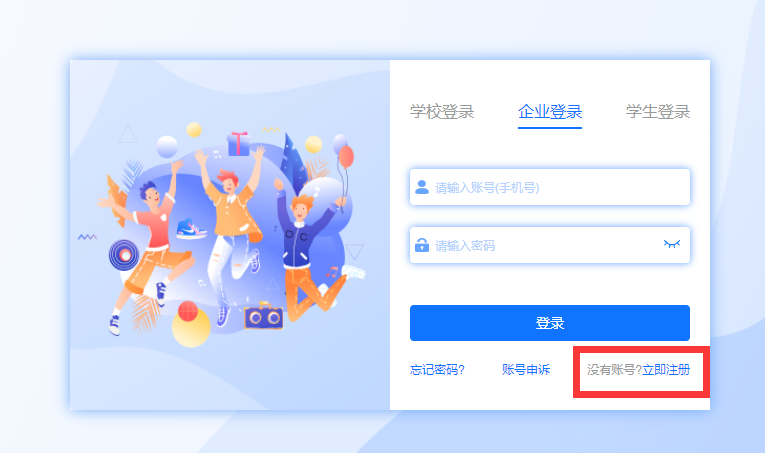 学校登录 企业登录 学生登录
请输入账号(手机号)
请输入密码
登录
忘记密码? 账号申诉 没有账号?立即注册